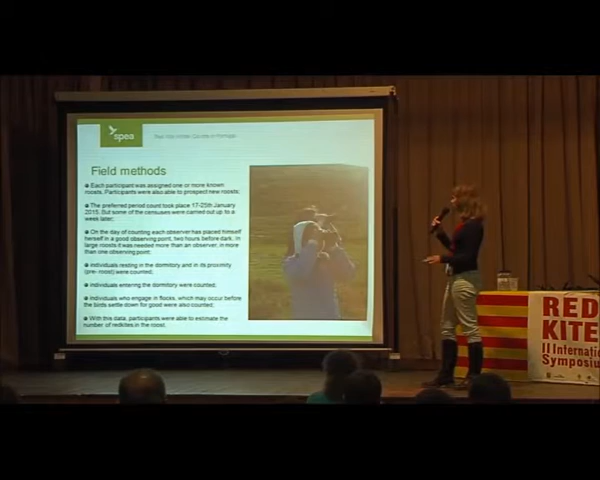 spea
Red kite winter Census in Portugal
Field methods
Each participant was assigned one or more known
roosts. Participants were also able to prospect new roosts;
The preferred period count took place 17-25th January
2015. But some of the censuses were carried out up to a
week later;
On the day of counting each observer has placed himself
herself in a good observing point, two hours before dark. In
large roosts it was needed more than an observer, in more
than one observing point;
individuals resting in the dormitory and in its proximity
(pre- roost) were counted;
individuals entering the dormitory were counted;
Individuals who engage in flocks, which may occur before
the birds settle down for good were also counted;
With this data, participants were able to estimate the
number of redkites in the roost.
RED
KITE
II Internati
Symposiu